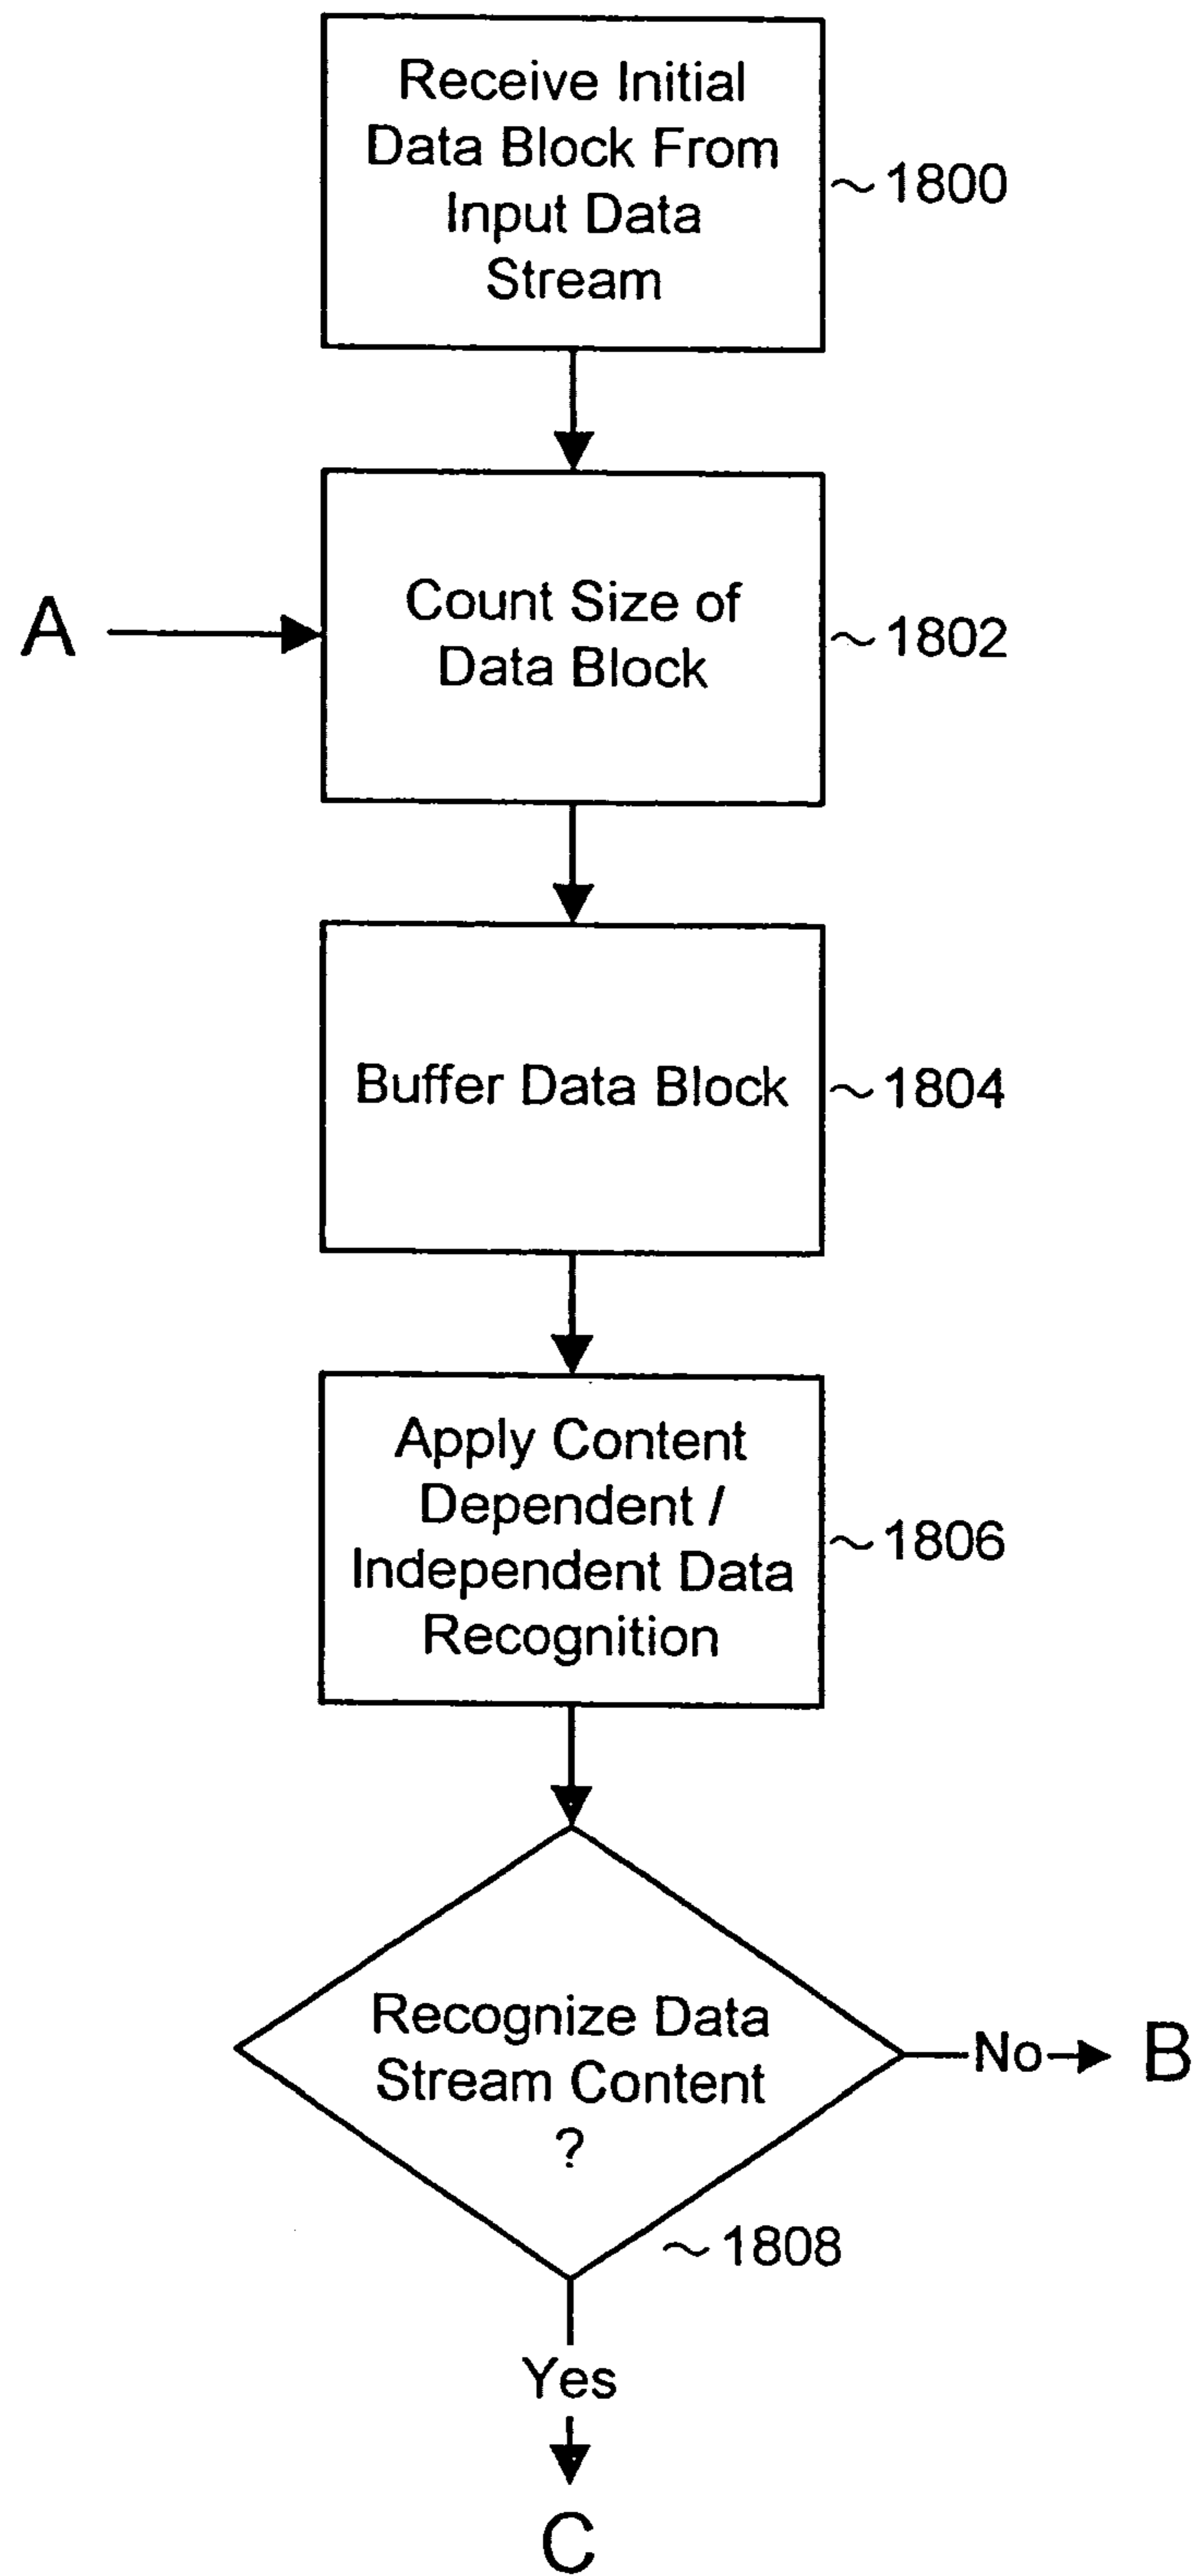 Receive Initial
Data Block From
Input Data
Stream
~1800
A
Count Size of
Data Block
~1802
Buffer Data Block
~1804
Apply Content
Dependent /
Independent Data
Recognition
~1806
Recognize Data
Stream Content
?
No
B
~1808
Yes
C